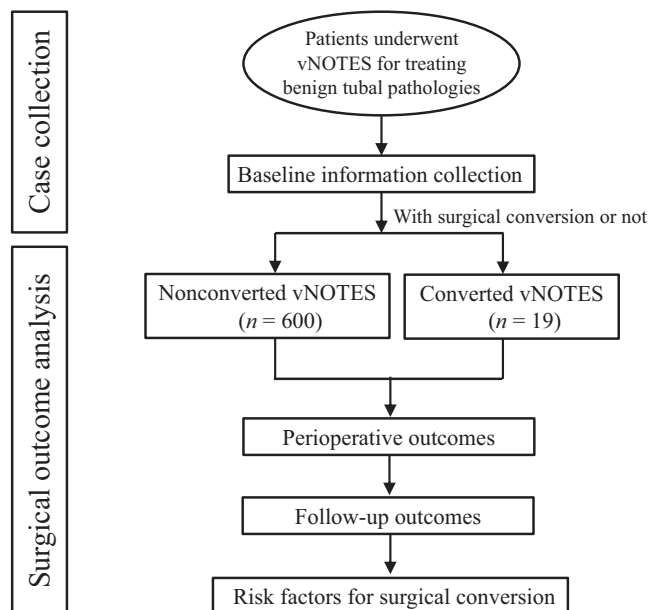 Case collection
Patients underwent
vNOTES for treating
benign tubal pathologies
Baseline information collection
With surgical conversion or not
Surgical outcome analysis
Nonconverted vNOTES
(n = 600)
Converted vNOTES
(n = 19)
Perioperative outcomes
Follow-up outcomes
Risk factors for surgical conversion